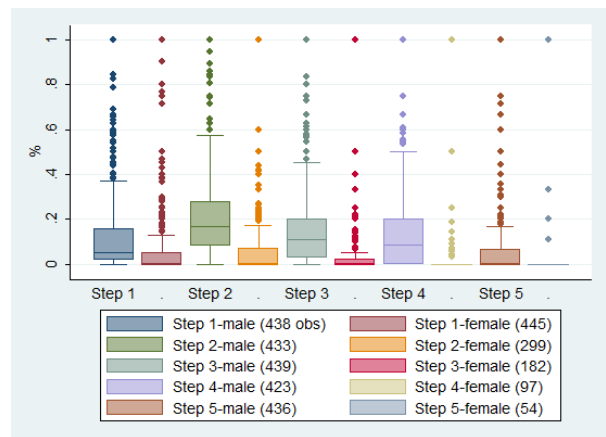 1
.8
.6
.4
.2
0
%
Step 1 . Step 2 . Step 3 . Step 4 . Step 5 .
Step 1-male (438 obs) Step 1-female (445)
Step 2-male (433) Step 2-female (299)
Step 3-male (439) Step 3-female (182)
Step 4-male (423) Step 4-female (97)
Step 5-male (436) Step 5-female (54)